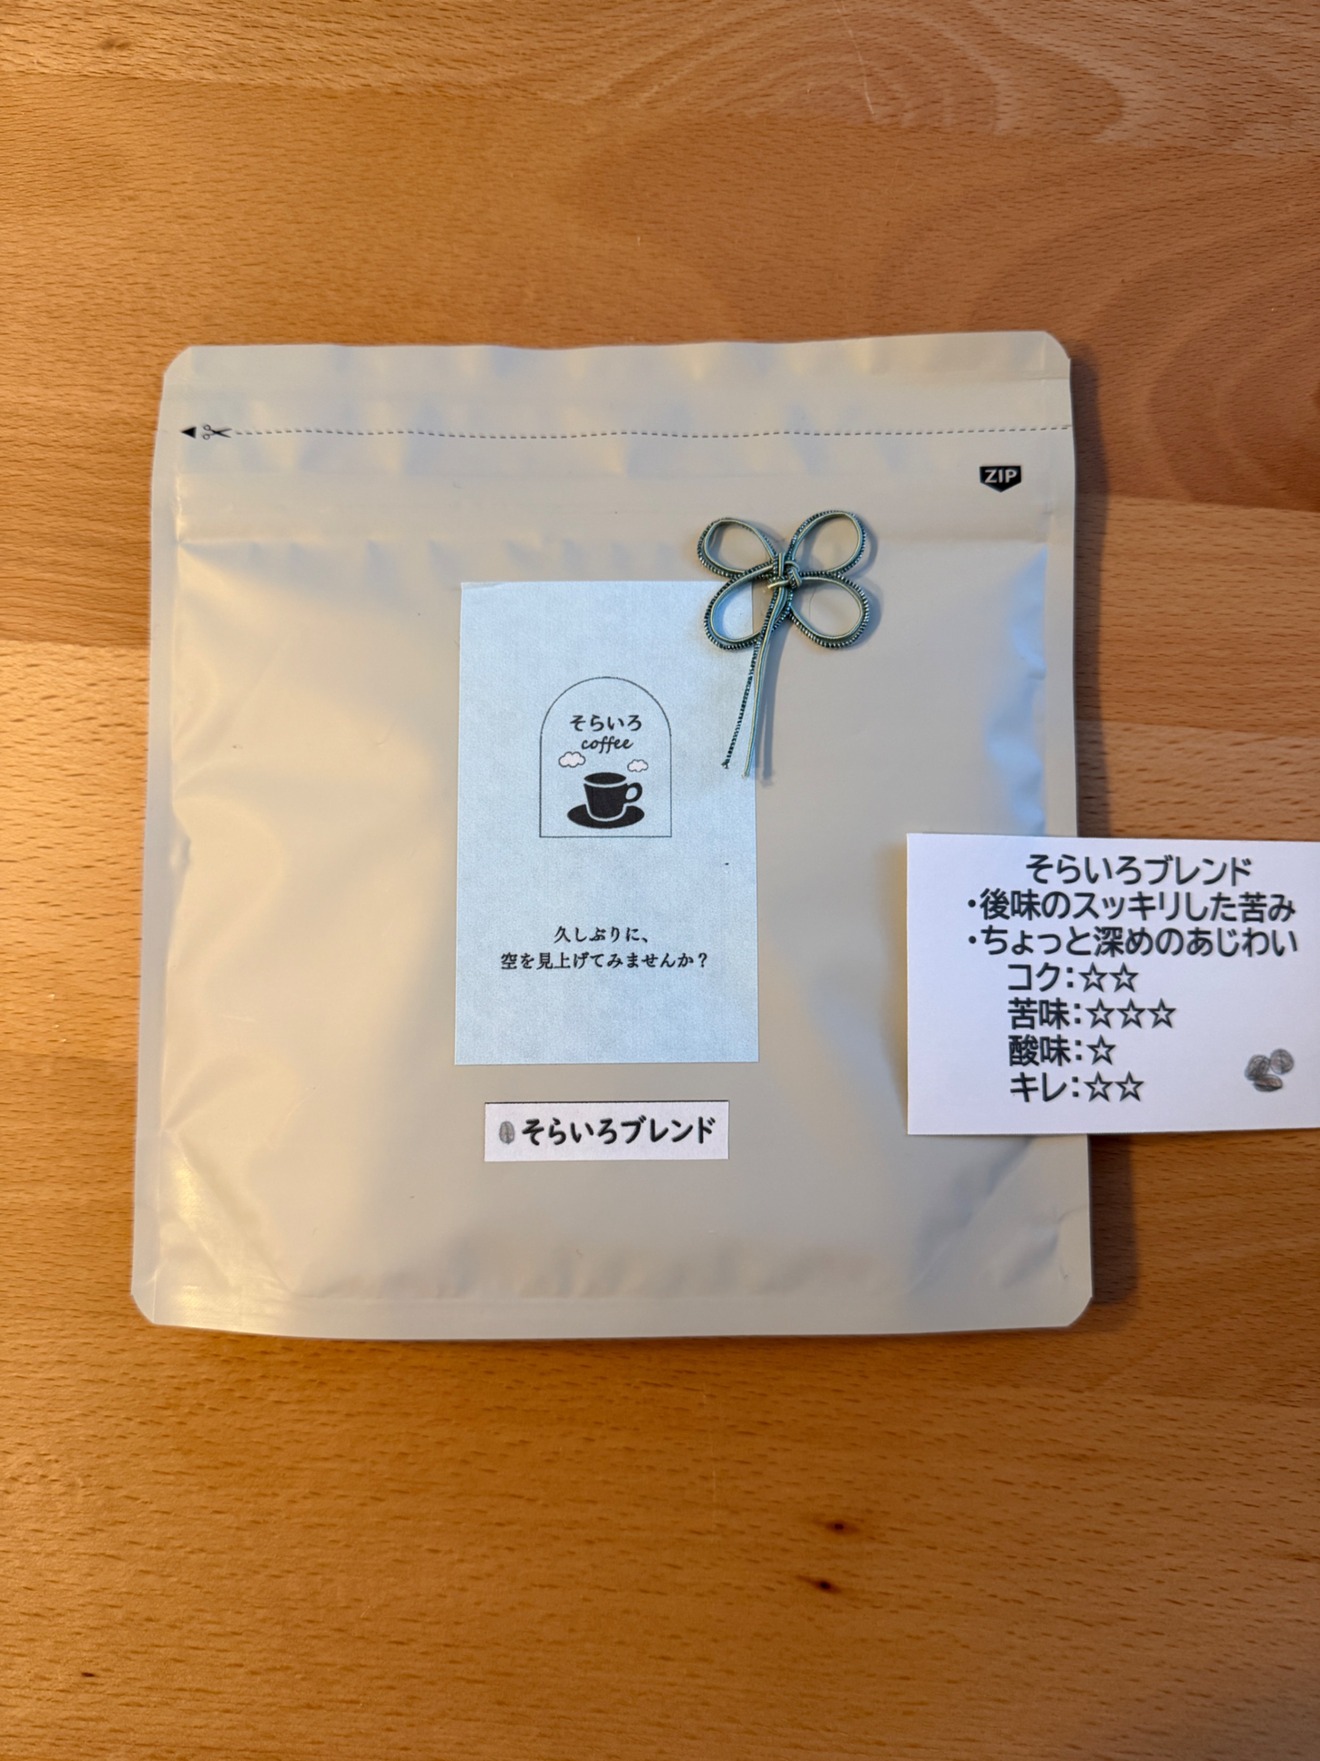 ZIP
そらいろ
coffee
久しぶりに、
空を見上げてみませんか？
そらいろブレンド
そらいろブレンド
・後味のスッキリした苦み
・ちょっと深めのあじわい
コク：☆☆
苦味：☆☆☆
酸味：☆
キレ：☆☆